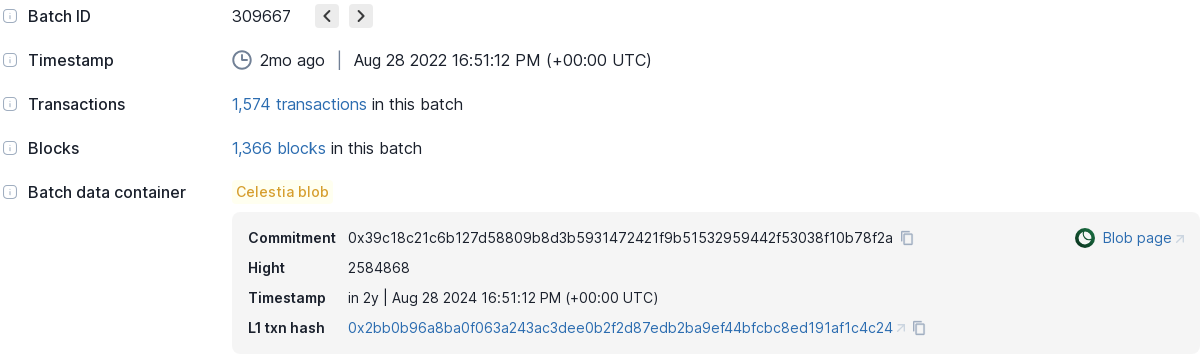 Batch ID 309667
Timestamp 2mo ago | Aug 28 2022 16:51:12 PM (+00:00 UTC)
Transactions 1,574 transactions in this batch
Blocks 1,366 blocks in this batch
Batch data container Celestia blob
Commitment 0x39c18c21c6b127d58809b8d3b5931472421f9b51532959442f53038f10b78f2a Blob page
Hight 2584868
Timestamp in 2y | Aug 28 2024 16:51:12 PM (+00:00 UTC)
L1 txn hash 0x2bb0b96a8ba0f063a243ac3dee0b2f2d87edb2ba9ef44bfcbc8ed191af1c4c24